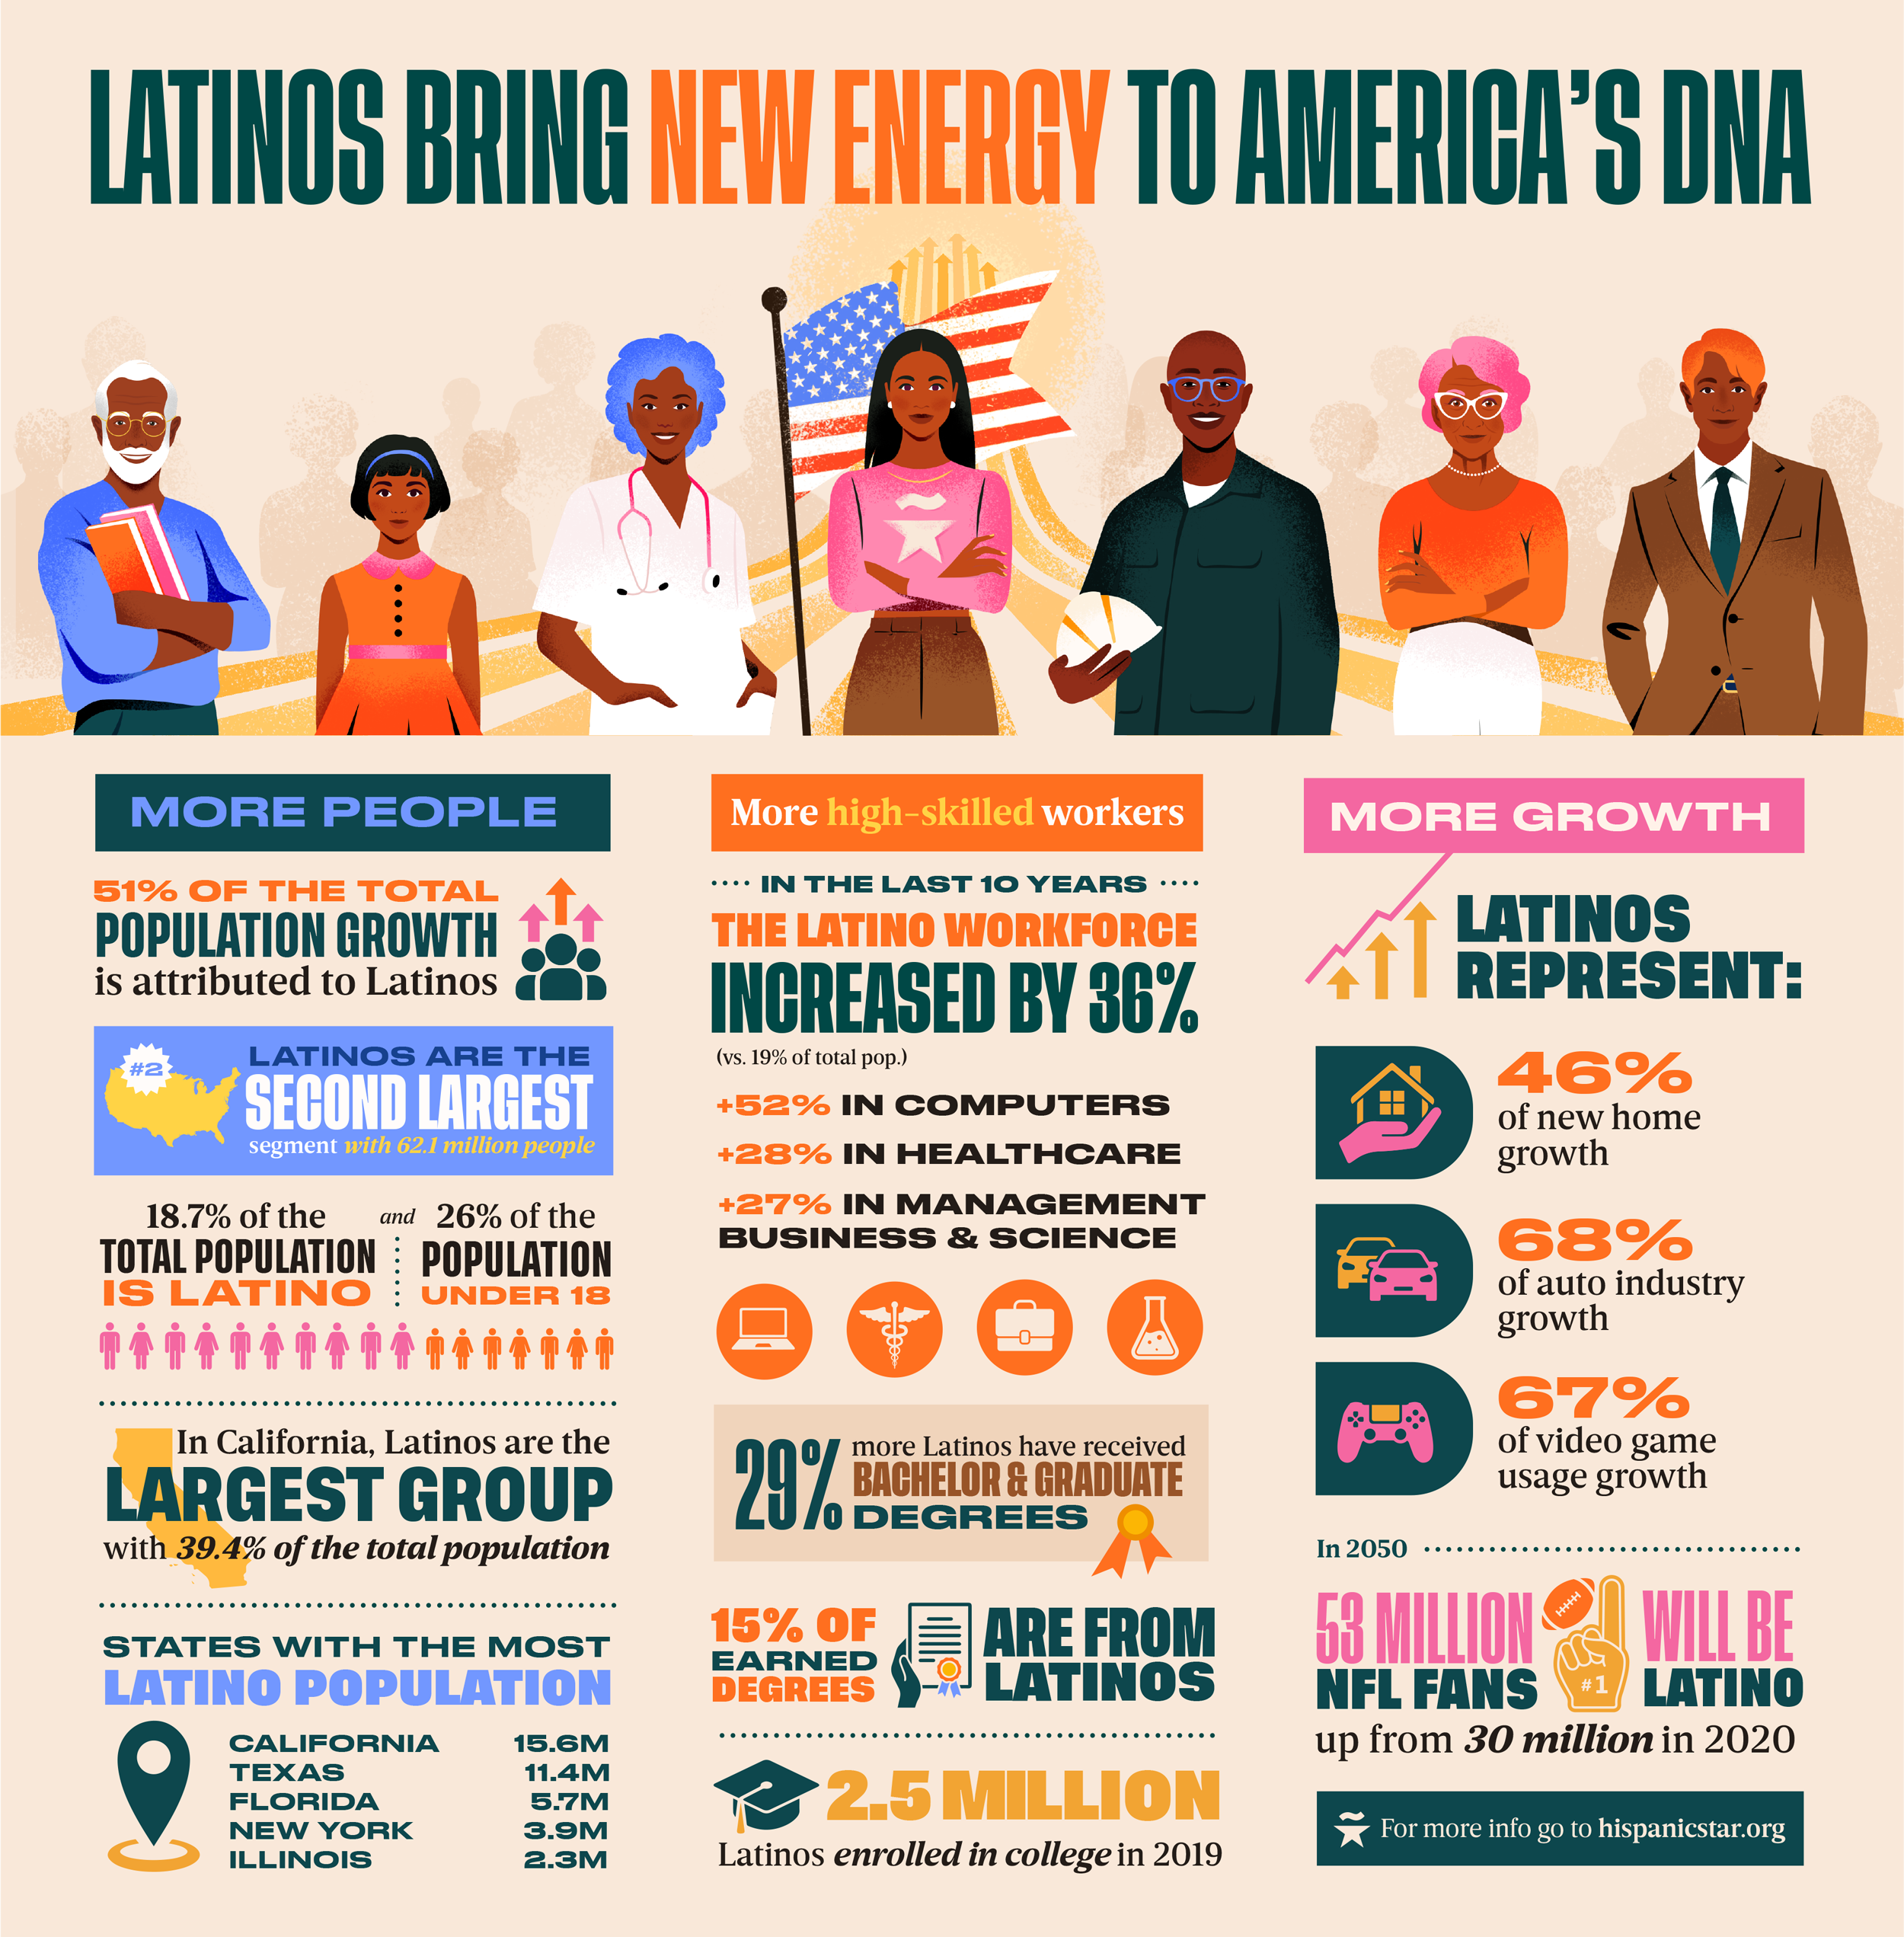 LATINOS BRING NEW ENERGY TO AMERICA'S DNA
MORE PEOPLE
51% OF THE TOTAL
POPULATION GROWTH
is attributed to Latinos
#2
LATINOS ARE THE
SECOND LARGEST
segment with 62.1 million people
18.7% of the
TOTAL POPULATION
IS LATINO
and
26% of the
POPULATION
UNDER 18
In California, Latinos are the
LARGEST GROUP
with 39.4% of the total population
STATES WITH THE MOST
LATINO POPULATION
CALIFORNIA 15.6M
TEXAS 11.4M
FLORIDA 5.7M
NEW YORK 3.9M
ILLINOIS 2.3M
More high-skilled workers
IN THE LAST 10 YEARS
THE LATINO WORKFORCE
INCREASED BY 36%
(vs. 19% of total pop.)
+52% IN COMPUTERS
+28% IN HEALTHCARE
+27% IN MANAGEMENT
BUSINESS & SCIENCE
29%
more Latinos have received
BACHELOR & GRADUATE
DEGREES
15% OF
EARNED
DEGREES
ARE FROM
LATINOS
2.5 MILLION
Latinos enrolled in college in 2019
MORE GROWTH
LATINOS
REPRESENT:
46%
of new home
growth
68%
of auto industry
growth
67%
of video game
usage growth
In 2050
53 MILLION
NFL FANS
#1
WILL BE
LATINO
up from 30 million in 2020
For more info go to hispanicstar.org